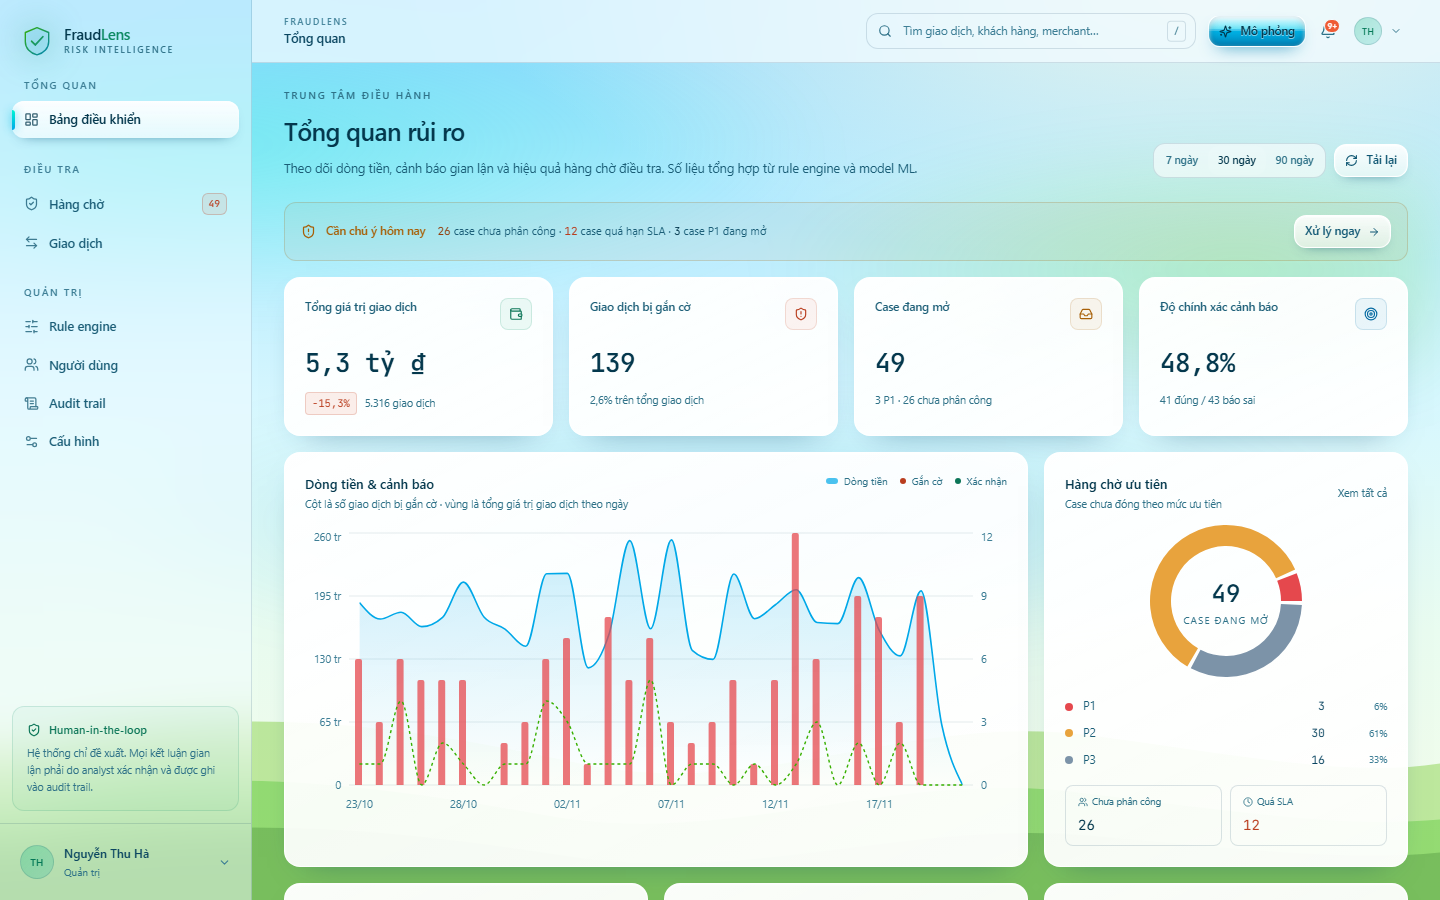 FraudLens
RISK INTELLIGENCE
TỔNG QUAN
Bảng điều khiển
ĐIỀU TRA
Hàng chờ 49
Giao dịch
QUẢN TRỊ
Rule engine
Người dùng
Audit trail
Cấu hình
Human-in-the-loop
Hệ thống chỉ đề xuất. Mọi kết luận gian
lận phải do analyst xác nhận và được ghi
vào audit trail.
TH Nguyễn Thu Hà
Quản trị
FRAUDLENS
Tổng quan
Tìm giao dịch, khách hàng, merchant... /
Mô phỏng
9+
TH
TRUNG TÂM ĐIỀU HÀNH
Tổng quan rủi ro
Theo dõi dòng tiền, cảnh báo gian lận và hiệu quả hàng chờ điều tra. Số liệu tổng hợp từ rule engine và model ML.
7 ngày 30 ngày 90 ngày Tải lại
Cần chú ý hôm nay 26 case chưa phân công · 12 case quá hạn SLA · 3 case P1 đang mở
Xử lý ngay
Tổng giá trị giao dịch
5,3 tỷ ₫
-15,3% 5.316 giao dịch
Giao dịch bị gắn cờ
139
2,6% trên tổng giao dịch
Case đang mở
49
3 P1 · 26 chưa phân công
Độ chính xác cảnh báo
48,8%
41 đúng / 43 báo sai
Dòng tiền & cảnh báo
Cột là số giao dịch bị gắn cờ · vùng là tổng giá trị giao dịch theo ngày
Dòng tiền Gắn cờ Xác nhận
260 tr 12
195 tr 9
130 tr 6
65 tr 3
0 0
23/10 28/10 02/11 07/11 12/11 17/11
Hàng chờ ưu tiên
Case chưa đóng theo mức ưu tiên
Xem tất cả
49
CASE ĐANG MỞ
P1 3 6%
P2 30 61%
P3 16 33%
Chưa phân công
26
Quá SLA
12